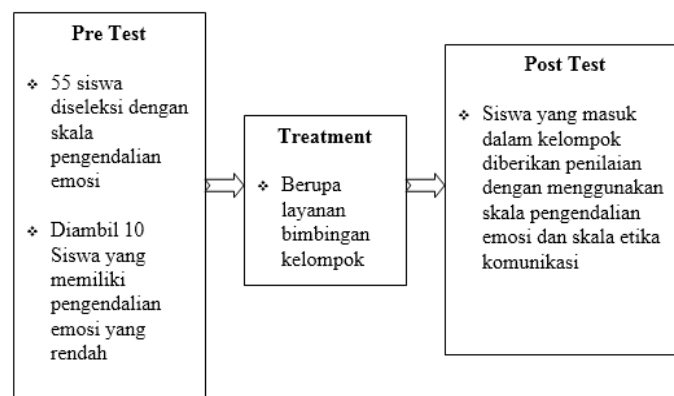 Pre Test
❖ 55 siswa
diseleksi dengan
skala
pengendalian
emosi
❖ Diambil 10
Siswa yang
memiliki
pengendalian
emosi yang
rendah
Treatment
❖ Berupa
layanan
bimbingan
kelompok
Post Test
❖ Siswa yang masuk
dalam kelompok
diberikan penilaian
dengan menggunakan
skala pengendalian
emosi dan skala etika
komunikasi